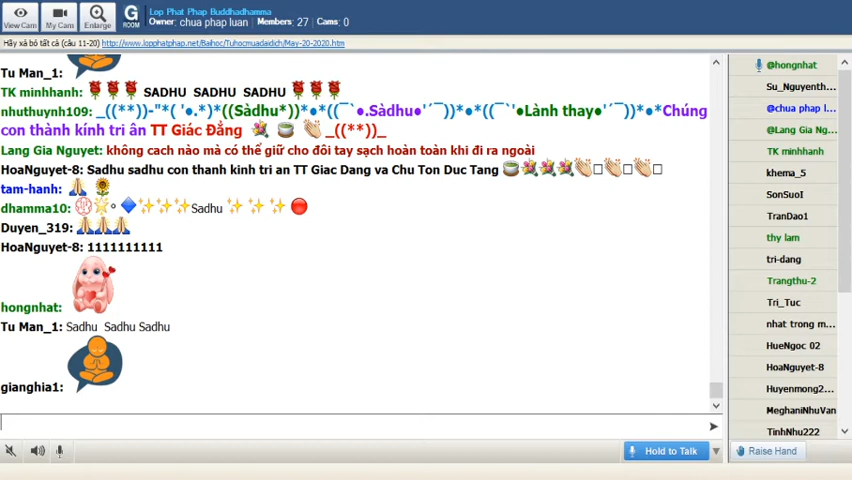 Lop Phat Phap Buddhadhamma
Owner: chua phap luan Members: 27 Cams: 0
View Cam
My Cam
Enlarge
G
ROOM
Hãy xả bỏ tất cả (câu 11-20) http://www.lopphatphap.net/Baihoc/Tuhocmuadaidich/May-20-2020.htm
Tu Man_1:
TK minhhanh: 🌹🌹🌹 SADHU SADHU SADHU 🌹🌹🌹
nhuthuynh109: _((**))-"*( '●.*)●*((Sàdhu*))*●*((¯`●.Sàdhu●'´¯))*●*((¯`'●Lành thay●'´¯))*●*Chúng
con thành kính tri ân TT Giác Đẳng 💐 🍵 👏 _((**))_
Lang Gia Nguyet: không cach nào mà có thể giữ cho đôi tay sạch hoàn toàn khi đi ra ngoài
HoaNguyet-8: Sadhu sadhu con thanh kinh tri an TT Giac Dang va Chu Ton Duc Tang 🍵💐💐💐👏□👏□👏□
tam-hanh: 🙏 🌻
dhamma10: Sadhu ✨ ✨ ✨ 🔴
Duyen_319: 🙏🙏🙏
HoaNguyet-8: 1111111111
hongnhat:
Tu Man_1: Sadhu Sadhu Sadhu
gianghia1:
@hongnhat
Su_Nguyenth...
@chua phap l...
@Lang Gia Ng...
TK minhhanh
khema_5
SonSuoI
TranDao1
thy lam
tri-dang
Trangthu-2
Tri_Tuc
nhat trong m...
HueNgoc 02
HoaNguyet-8
Huyenmong2...
MeghaniNhuVan
TinhNhu222
Hold to Talk
Raise Hand